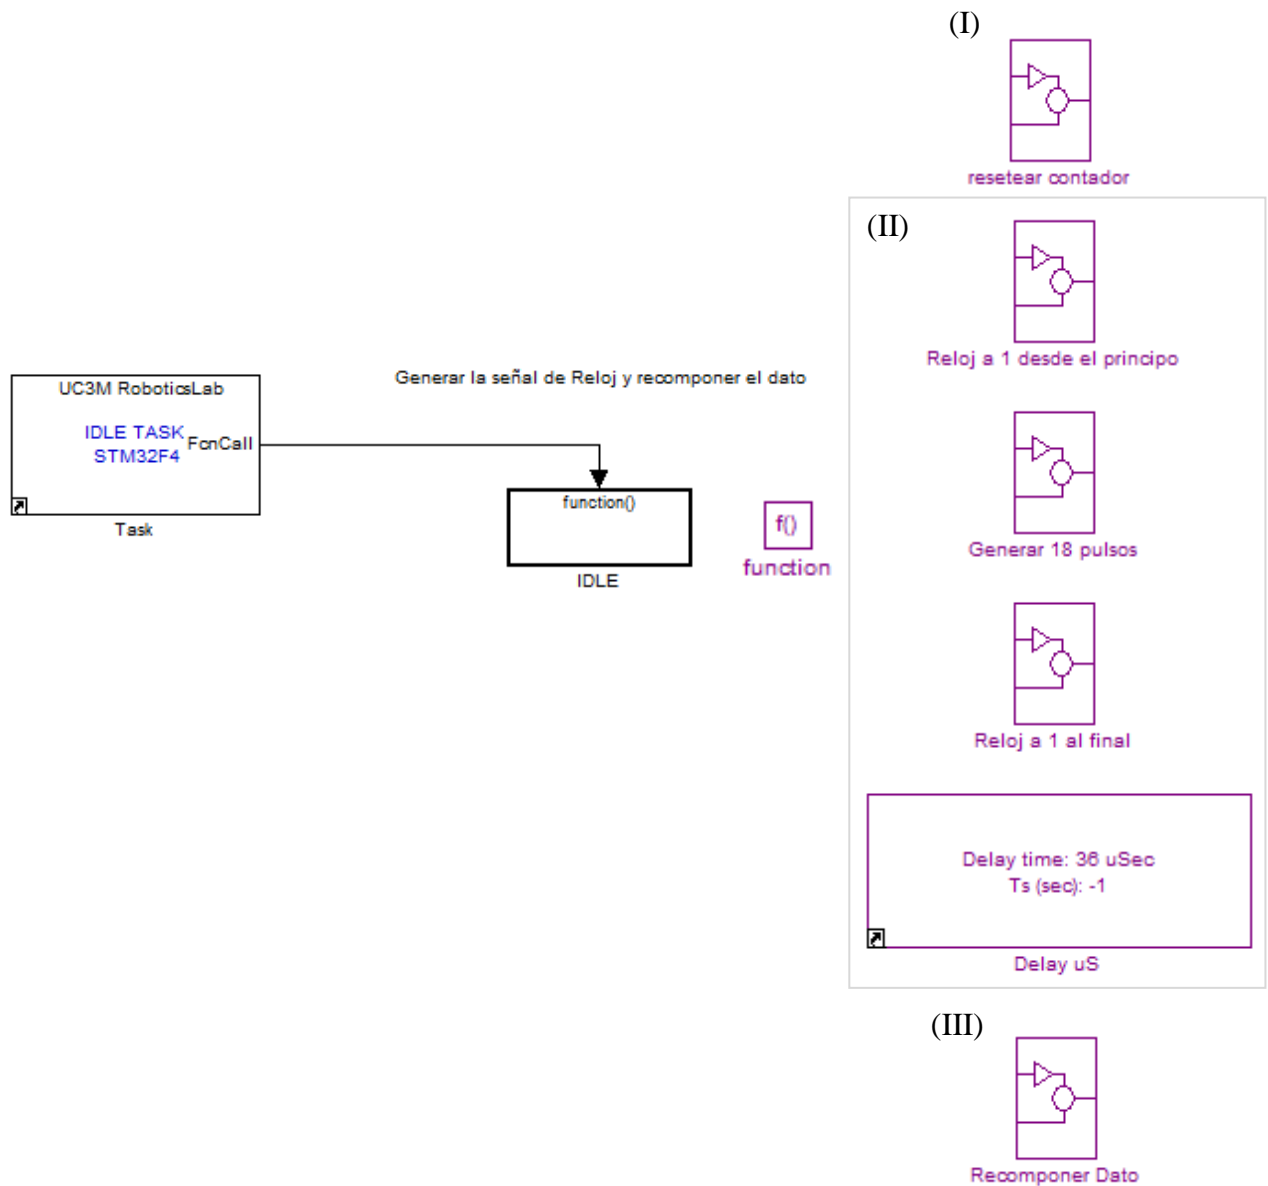 (I)
resetear contador
(II)
Reloj a 1 desde el principo
Generar la señal de Reloj y recomponer el dato
UC3M RoboticsLab
IDLE TASK
STM32F4
FcnCall
Task
function()
IDLE
f()
function
Generar 18 pulsos
Reloj a 1 al final
Delay time: 36 uSec
Ts (sec): -1
Delay uS
(III)
Recomponer Dato